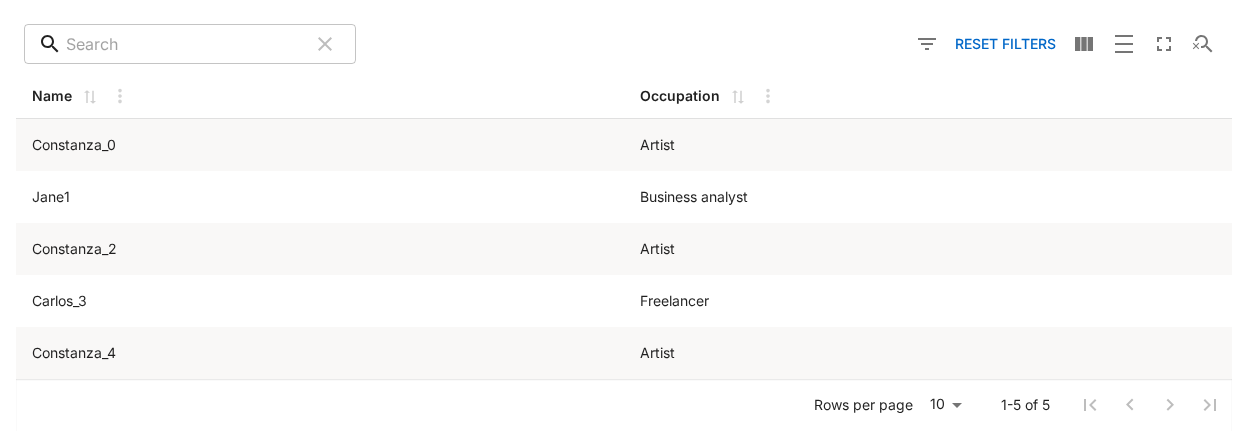 Search
RESET FILTERS
Name Occupation
Constanza_0 Artist
Jane1 Business analyst
Constanza_2 Artist
Carlos_3 Freelancer
Constanza_4 Artist
Rows per page 10 1-5 of 5